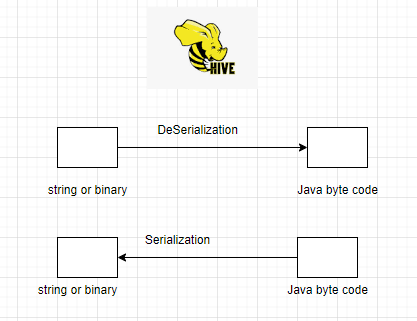 HIVE
DeSerialization
string or binary
Java byte code
Serialization
string or binary
Java byte code